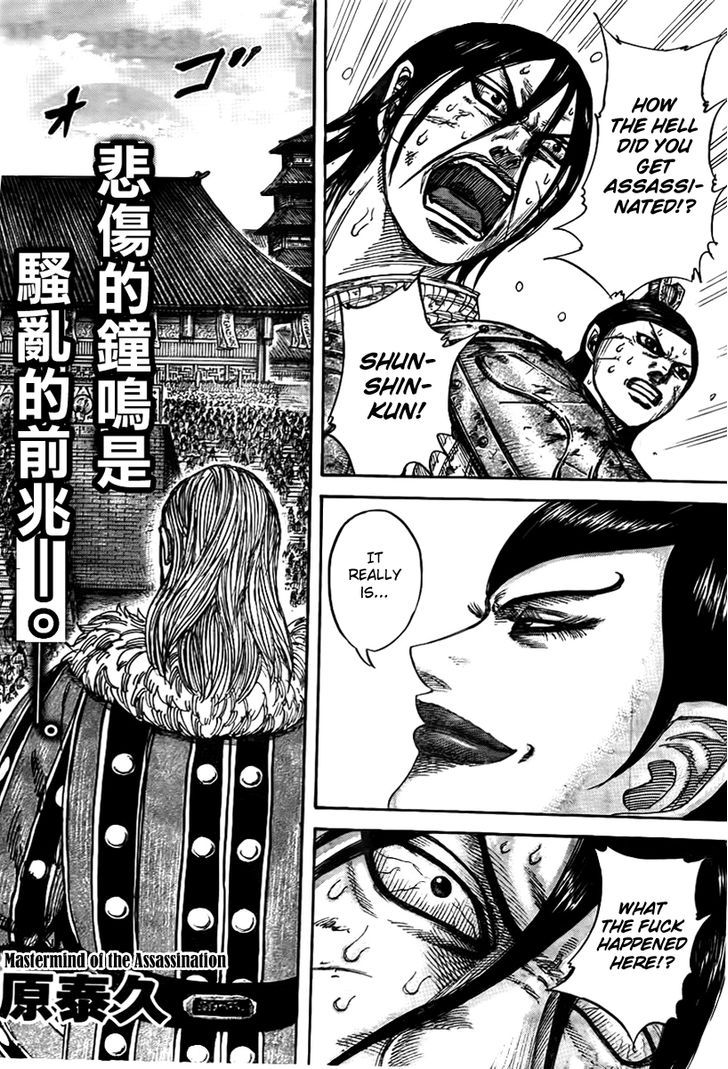 HOW
THE HELL
DID YOU
GET
ASSASSI-
NATED!?
SHUN-
SHIN-
KUN!
IT
REALLY
IS...
WHAT
THE FUCK
HAPPENED
HERE!?
ゴ
オ
悲傷的鐘鳴是
騷亂的前兆——。
Mastermind of the Assassination
原泰久